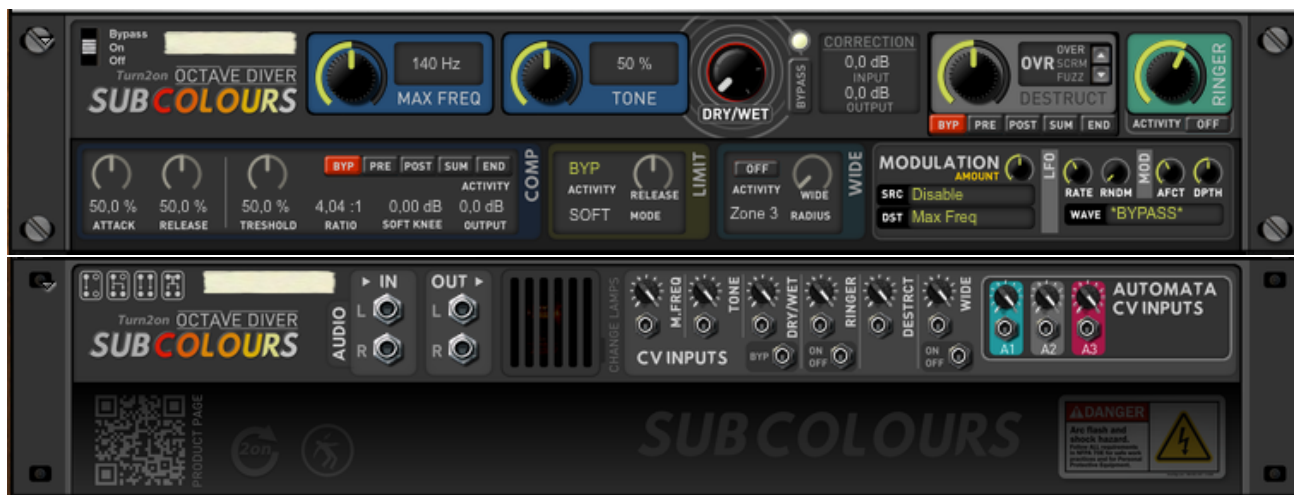 Bypass
On
Off
Turn2on OCTAVE DIVER
SUBCOLOURS
140 Hz
MAX FREQ
50 %
TONE
DRY/WET
BYPASS
CORRECTION
0,0 dB
INPUT
0,0 dB
OUTPUT
OVR
OVER
SCRM
FUZZ
DESTRUCT
BYP PRE POST SUM END
RINGER
ACTIVITY OFF
50,0 % 50,0 % 50,0 % 4,04 :1 0,00 dB 0,0 dB
ATTACK RELEASE TRESHOLD RATIO SOFT KNEE OUTPUT
BYP PRE POST SUM END
ACTIVITY
COMP
BYP
ACTIVITY
RELEASE
SOFT
MODE
LIMIT
OFF
ACTIVITY
WIDE
Zone 3
RADIUS
WIDE
MODULATION
AMOUNT
SRC Disable
DST Max Freq
LFO
RATE RNDM
MOD
AFCT DPTH
WAVE *BYPASS*
Turn2on OCTAVE DIVER
SUBCOLOURS
AUDIO
IN
L
R
OUT
L
R
CHANGE LAMPS
M.FREQ
TONE
DRY/WET
RINGER
DESTRCT
WIDE
CV INPUTS
BYP
ON
OFF
ON
OFF
A1 A2 A3
AUTOMATA
CV INPUTS
PRODUCT PAGE
2on
SUBCOLOURS
DANGER
Arc flash and
shock hazard.